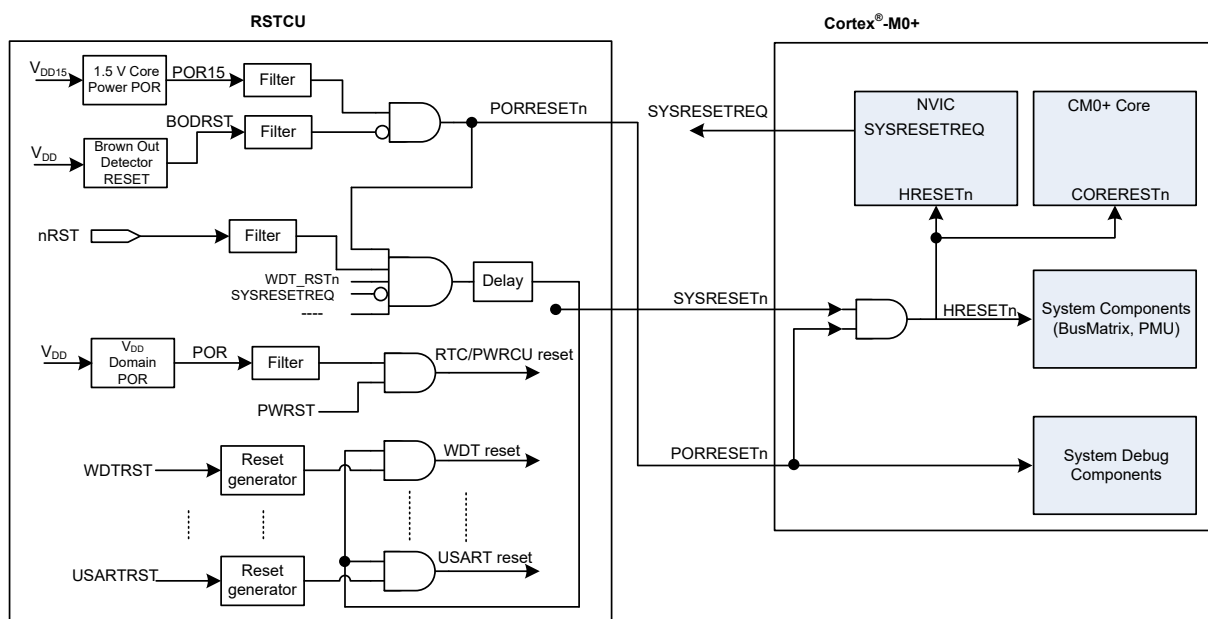 RSTCU
Cortex®-M0+
VDD15
1.5 V Core
Power POR
POR15
Filter
PORRESETn
BODRST
Filter
VDD
Brown Out
Detector
RESET
nRST
Filter
WDT_RSTn
SYSRESETREQ
----
Delay
VDD
VDD
Domain
POR
POR
Filter
RTC/PWRCU reset
PWRST
WDTRST
Reset
generator
WDT reset
USARTRST
Reset
generator
USART reset
SYSRESETREQ
NVIC
SYSRESETREQ
HRESETn
CM0+ Core
CORERESTn
SYSRESETn
HRESETn
System Components
(BusMatrix, PMU)
PORRESETn
System Debug
Components